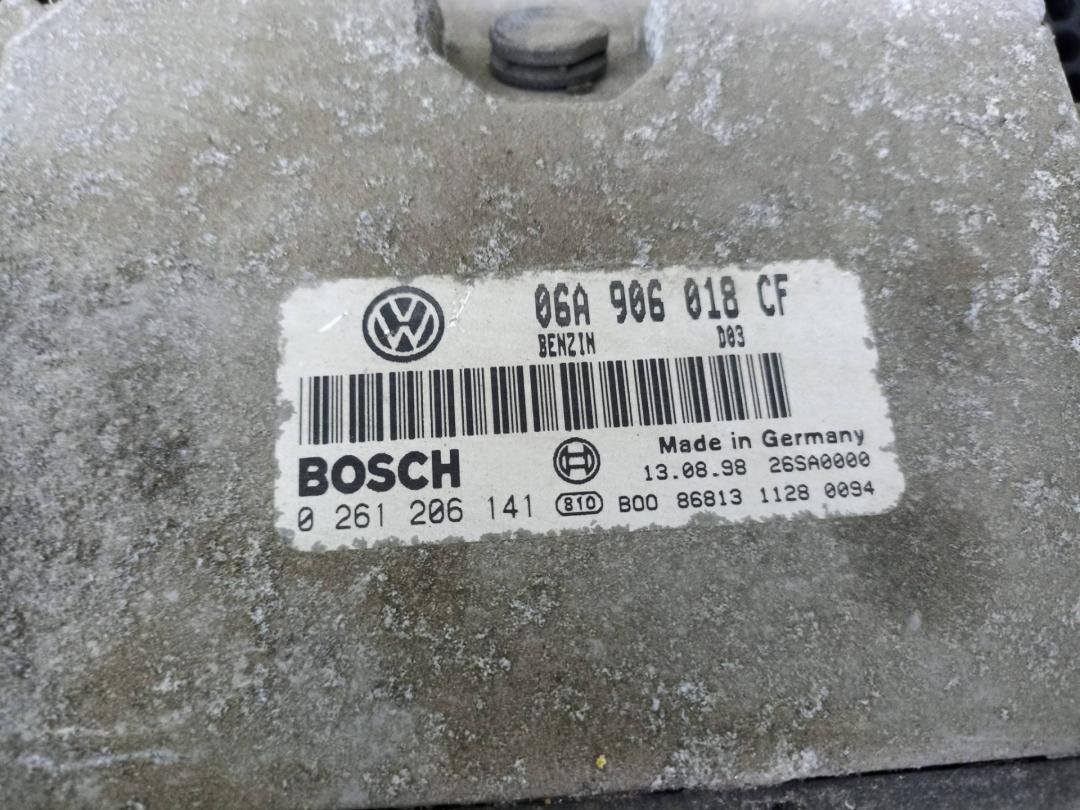 06A 906 018 CF
BENZIN D03
BOSCH
Made in Germany
13.08.98 26SA0000
0 261 206 141 810 B00 86813 1128 0094